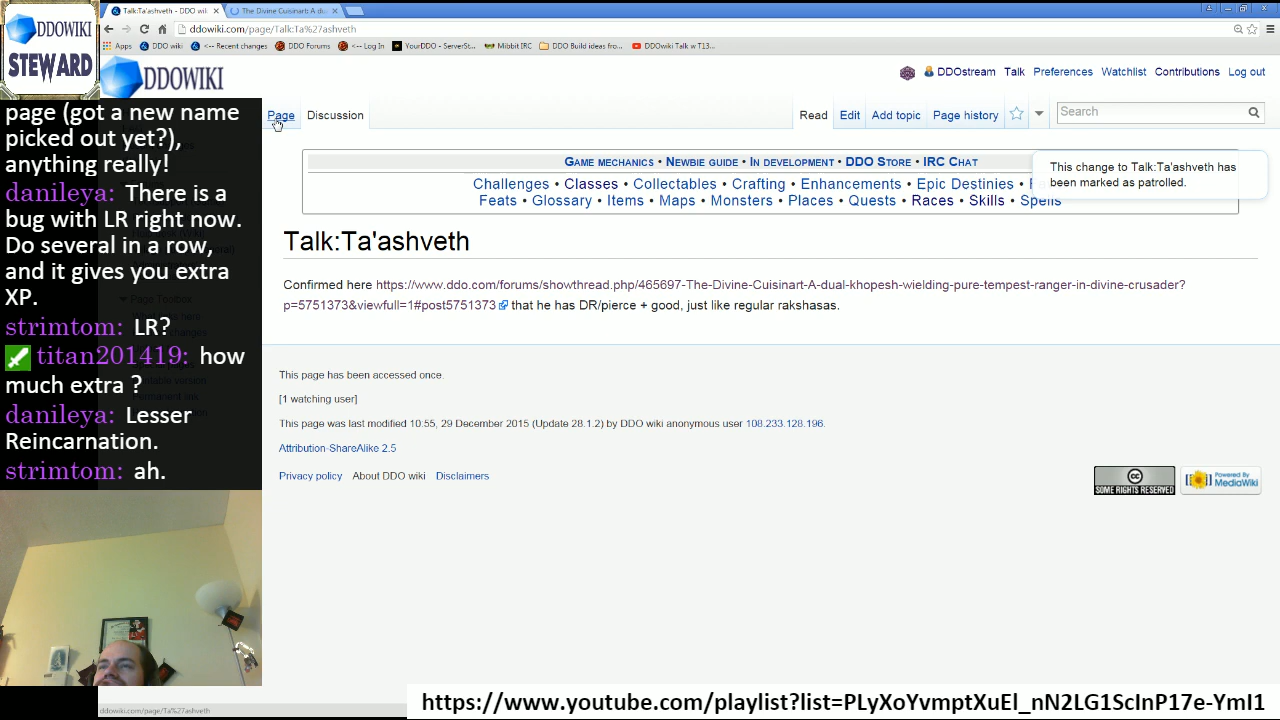 DDOWIKI
STEWARD
page (got a new name
picked out yet?),
anything really!
danileya: There is a
bug with LR right now.
Do several in a row,
and it gives you extra
XP.
strimtom: LR?
titan201419: how
much extra ?
danileya: Lesser
Reincarnation.
strimtom: ah.
Talk:Ta'ashveth - DDO wik
The Divine Cuisinart: A du
ddowiki.com/page/Talk:Ta%27ashveth
Apps
DDO wiki
<-- Recent changes
DDO Forums
<-- Log In
YourDDO - ServerSt...
Mibbit IRC
DDO Build ideas fro...
DDOwiki Talk w T13...
DDOWIKI
DDOstream Talk Preferences Watchlist Contributions Log out
Page Discussion
Read Edit Add topic Page history
Search
Game mechanics • Newbie guide • In development • DDO Store • IRC Chat
Challenges • Classes • Collectables • Crafting • Enhancements • Epic Destinies •
Feats • Glossary • Items • Maps • Monsters • Places • Quests • Races • Skills • Spells
This change to Talk:Ta'ashveth has
been marked as patrolled.
Talk:Ta'ashveth
Confirmed here https://www.ddo.com/forums/showthread.php/465697-The-Divine-Cuisinart-A-dual-khopesh-wielding-pure-tempest-ranger-in-divine-crusader?
p=5751373&viewfull=1#post5751373 that he has DR/pierce + good, just like regular rakshasas.
Page Toolbox
This page has been accessed once.
[1 watching user]
This page was last modified 10:55, 29 December 2015 (Update 28.1.2) by DDO wiki anonymous user 108.233.128.196.
Attribution-ShareAlike 2.5
Privacy policy About DDO wiki Disclaimers
cc
SOME RIGHTS RESERVED
Powered By
MediaWiki
ddowiki.com/page/Ta%27ashveth
https://www.youtube.com/playlist?list=PLyXoYvmptXuEl_nN2LG1ScInP17e-YmI1